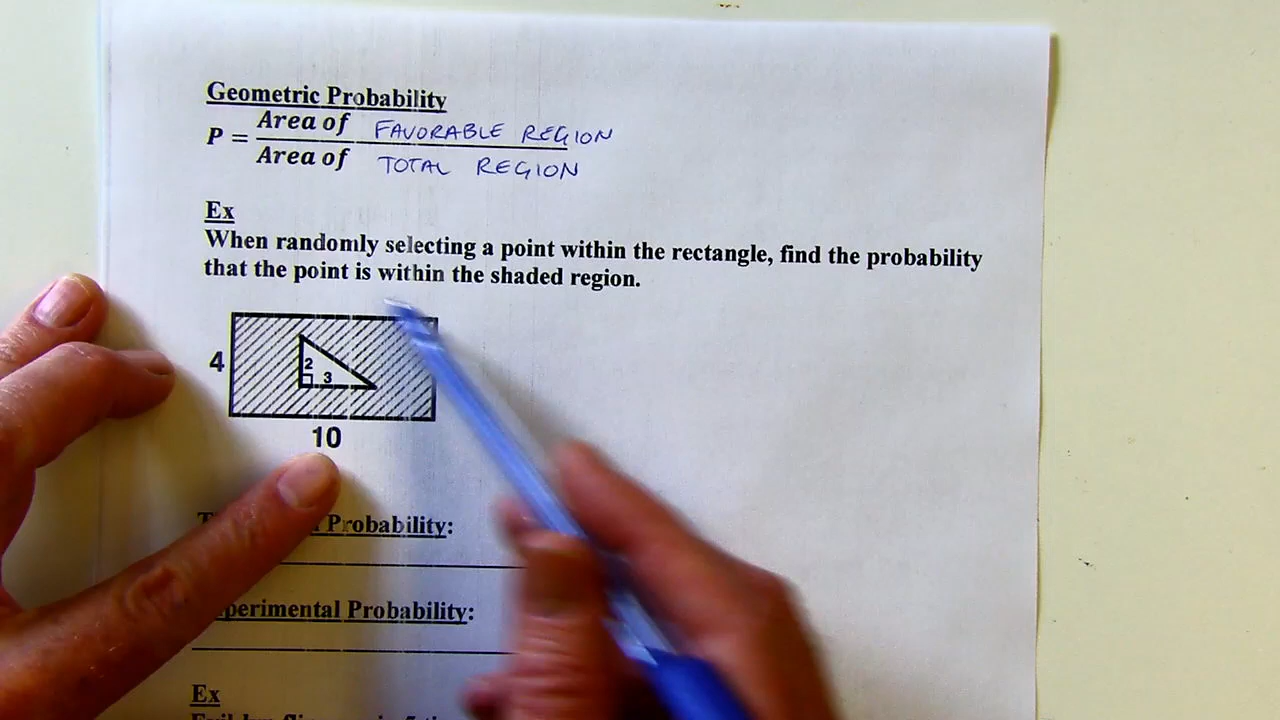 Geometric Probability
P = Area of FAVORABLE REGION
Area of TOTAL REGION
Ex
When randomly selecting a point within the rectangle, find the probability
that the point is within the shaded region.
4
2
3
10
Probability:
perimental Probability:
Ex